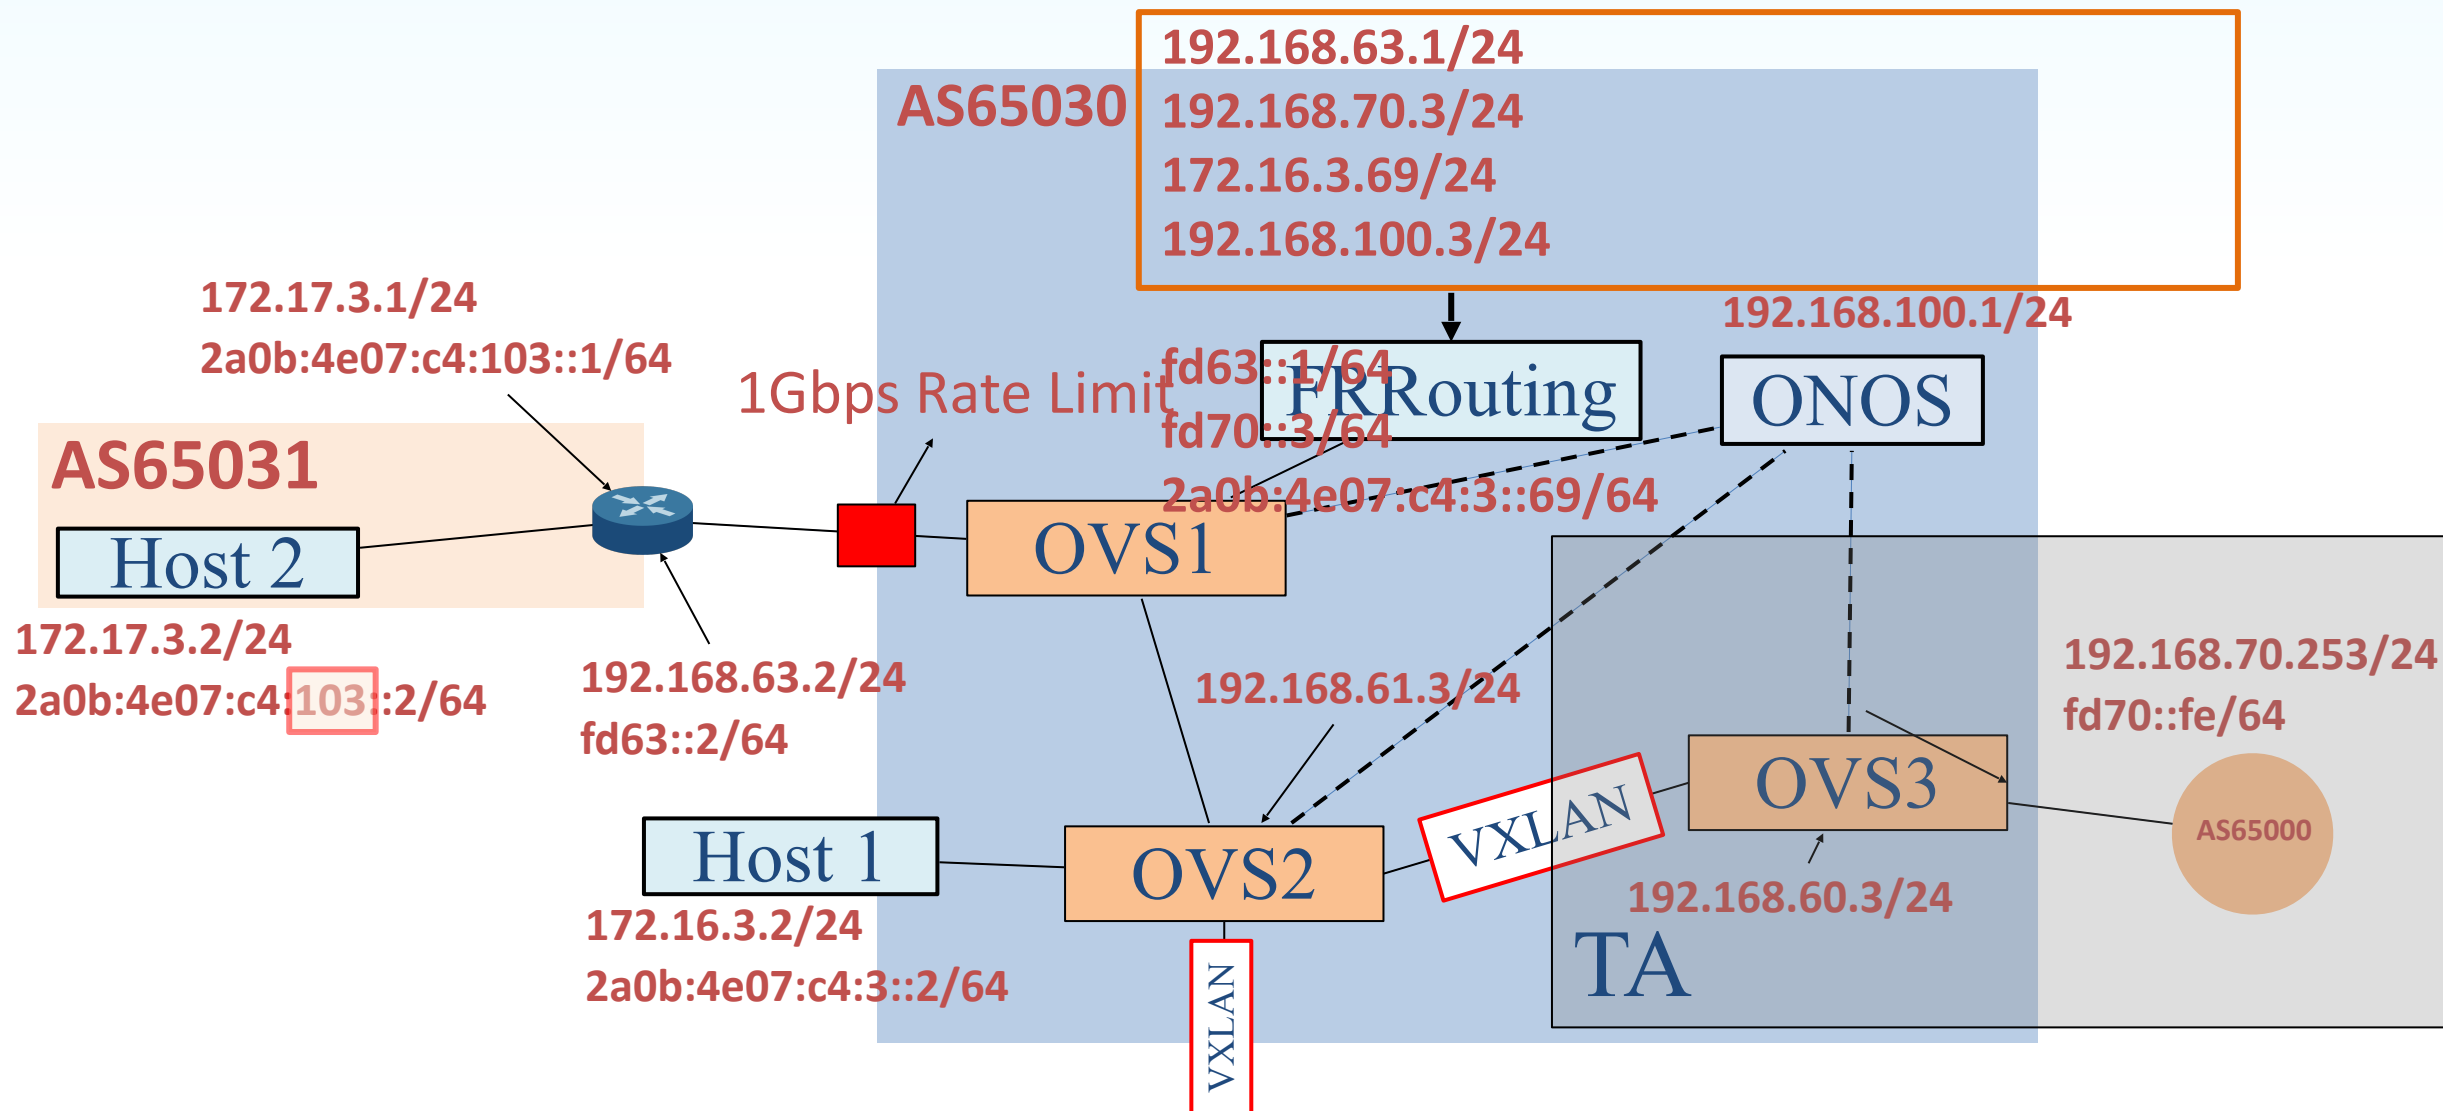 192.168.63.1/24
AS65030
192.168.70.3/24
172.16.3.69/24
192.168.100.3/24
172.17.3.1/24
2a0b:4e07:c4:103::1/64
192.168.100.1/24
1Gbps Rate Limit
fd63::1/64
FRRouting
fd70::3/64
2a0b:4e07:c4:3::69/64
ONOS
AS65031
Host 2
OVS1
172.17.3.2/24
2a0b:4e07:c4:103::2/64
192.168.63.2/24
fd63::2/64
192.168.61.3/24
192.168.70.253/24
fd70::fe/64
OVS3
VXLAN
AS65000
Host 1
OVS2
192.168.60.3/24
172.16.3.2/24
2a0b:4e07:c4:3::2/64
TA
VXLAN